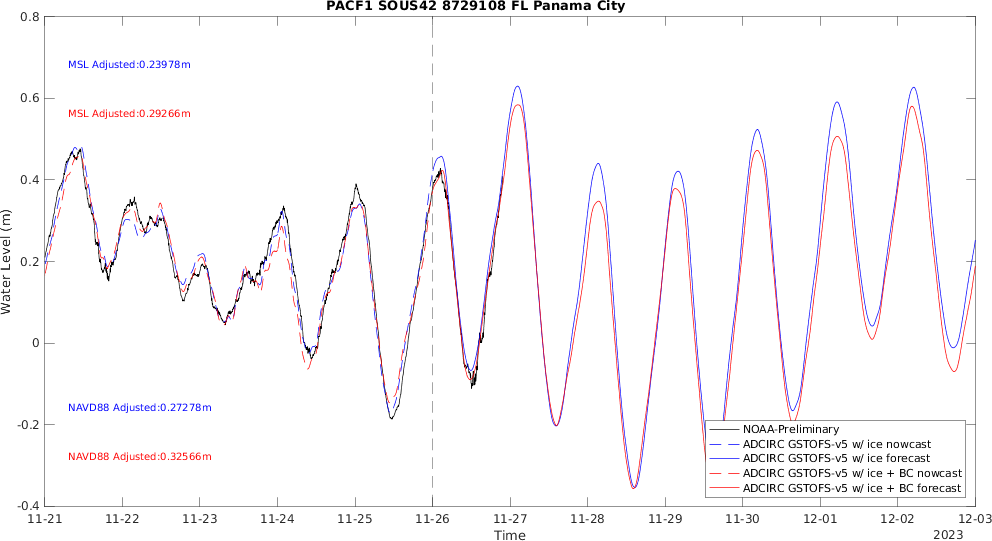 PACF1 SOUS42 8729108 FL Panama City
0.8
0.6
0.4
0.2
0
-0.2
-0.4
Water Level (m)
MSL Adjusted:0.23978m
MSL Adjusted:0.29266m
NAVD88 Adjusted:0.27278m
NAVD88 Adjusted:0.32566m
NOAA-Preliminary
ADCIRC GSTOFS-v5 w/ ice nowcast
ADCIRC GSTOFS-v5 w/ ice forecast
ADCIRC GSTOFS-v5 w/ ice + BC nowcast
ADCIRC GSTOFS-v5 w/ ice + BC forecast
11-21 11-22 11-23 11-24 11-25 11-26 11-27 11-28 11-29 11-30 12-01 12-02 12-03
Time
2023